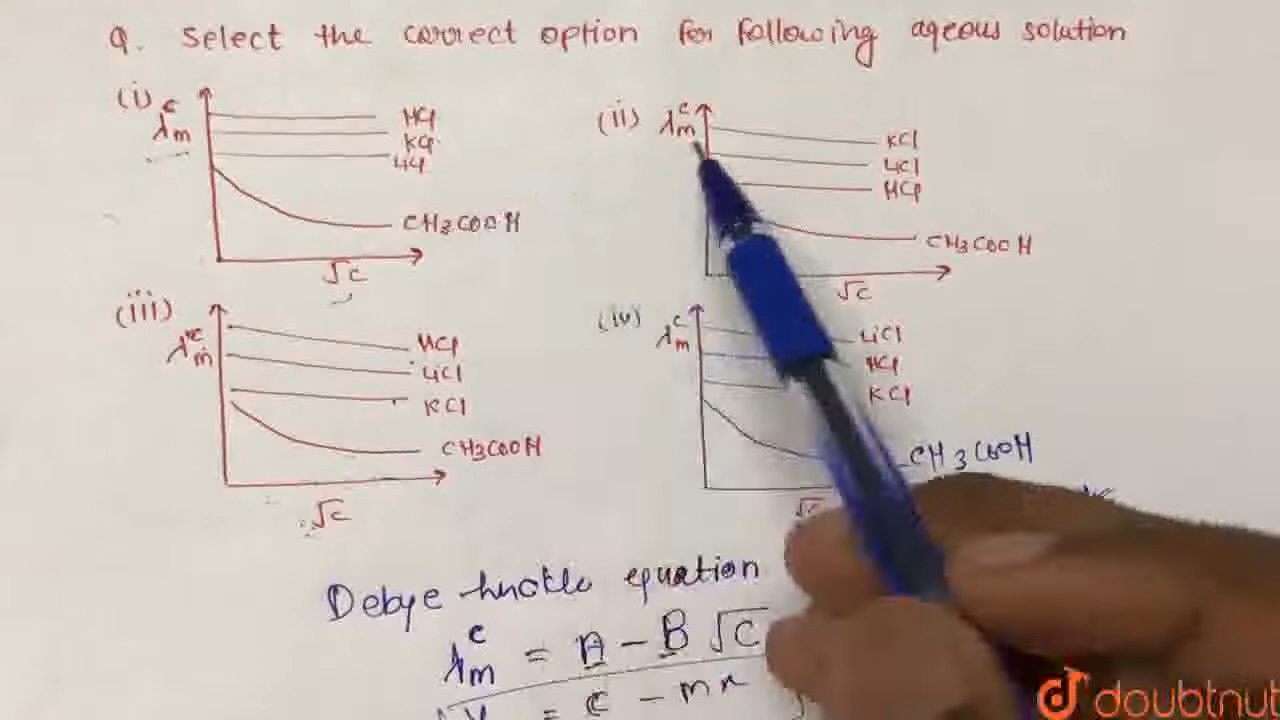 Q. Select the correct option for following aqeous solution
(i) λm^c
HCl
KCl
LiCl
CH3COOH
√c
(ii) λm^c
KCl
LiCl
HCl
CH3COOH
√c
(iii) λm^c
HCl
LiCl
KCl
CH3COOH
√c
(iv) λm^c
LiCl
HCl
KCl
CH3COOH
√c
Debye huckle equation
λm^c = A - B √C
= C - mx
doubtnut